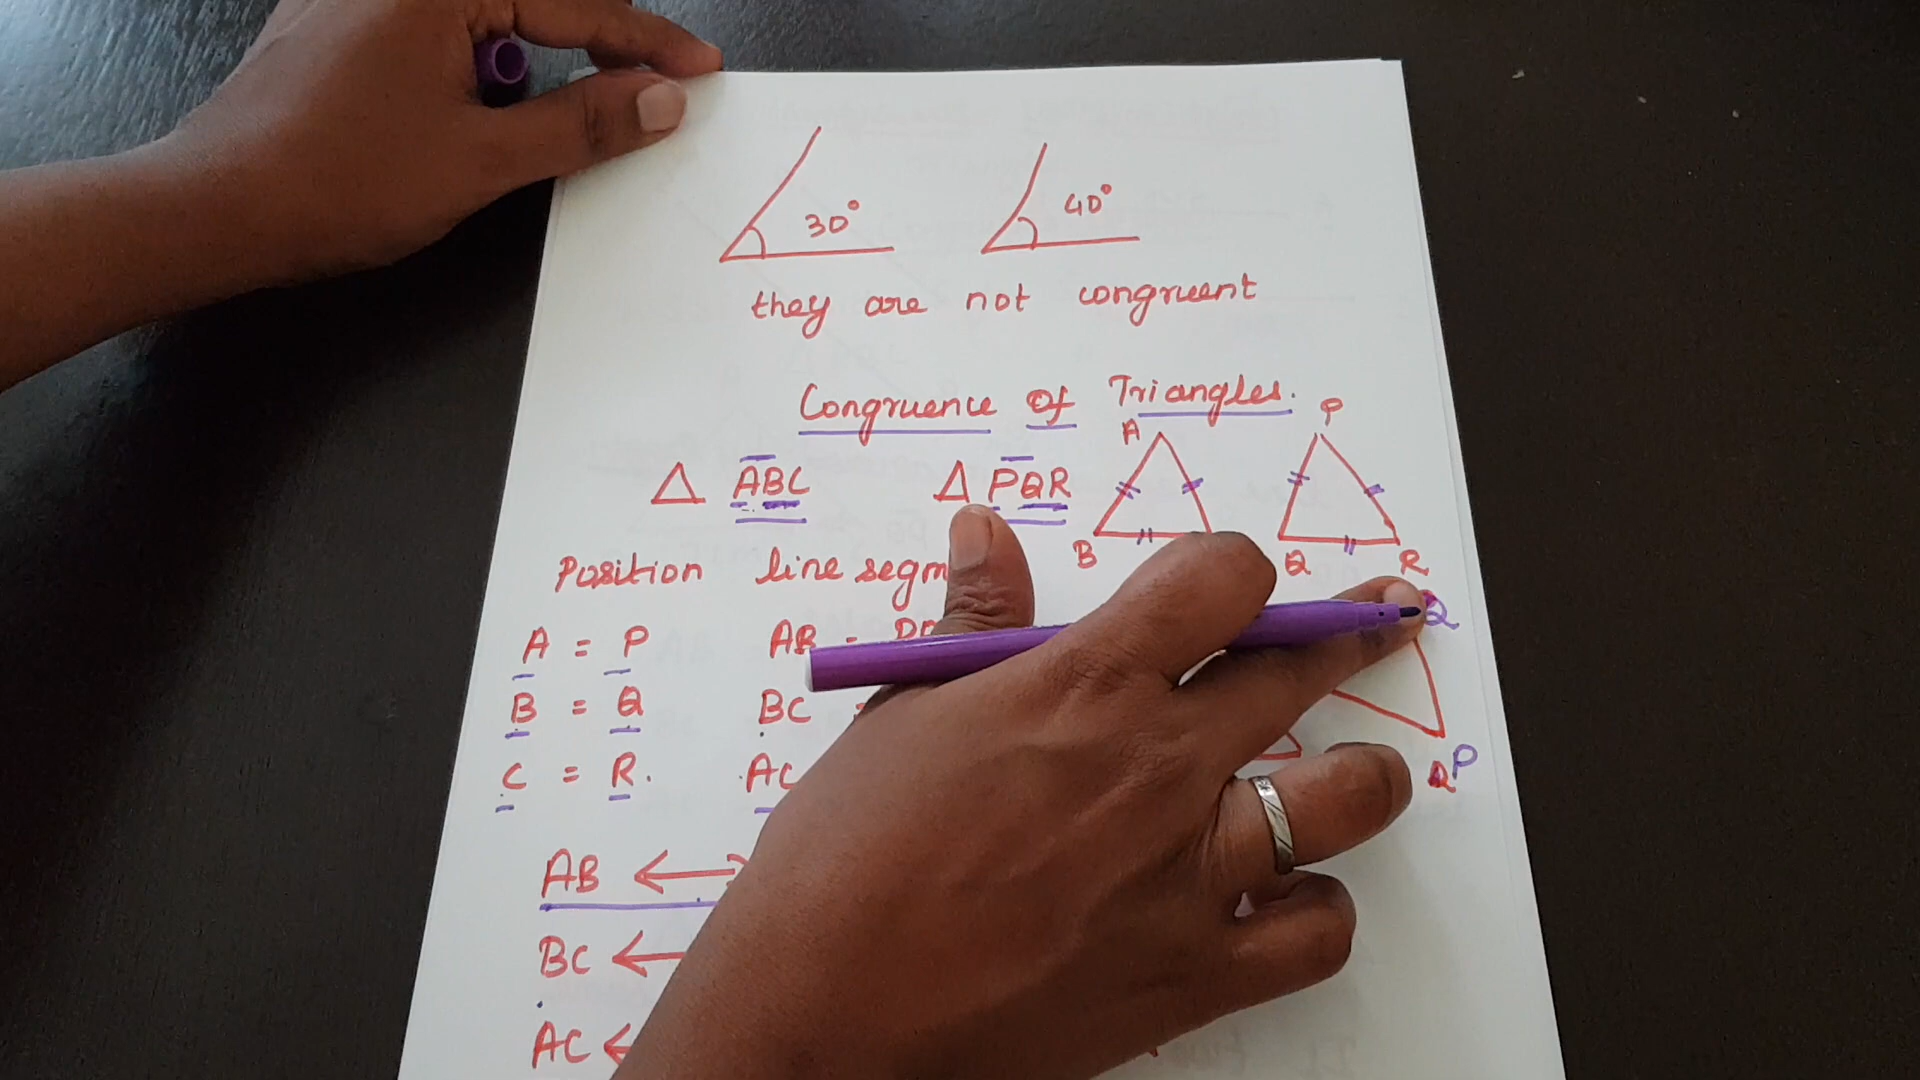 30° 40°
they are not congruent
Congruence of Triangles.
A P
△ ABC △ PQR
B Q R
Position line segm
Q
A = P AB =
B = Q BC =
C = R. AC
P
AB ←→
BC ←
AC ←